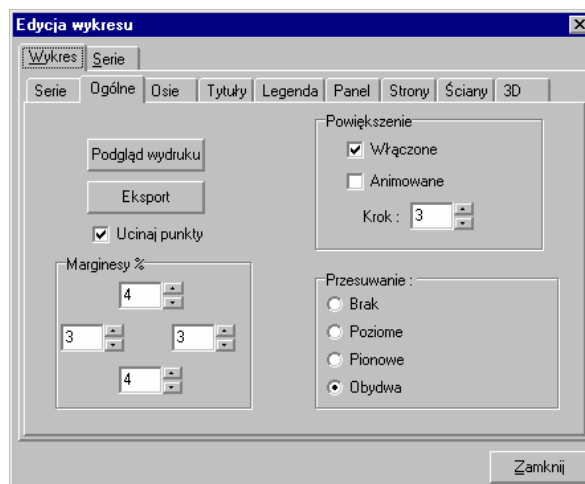 Edycja wykresu
Wykres Serie
Serie Ogólne Osie Tytuły Legenda Panel Strony Ściany 3D
Podgląd wydruku
Eksport
Ucinaj punkty
Marginesy %
4
3 3
4
Powiększenie
Włączone
Animowane
Krok : 3
Przesuwanie :
Brak
Poziome
Pionowe
Obydwa
Zamknij